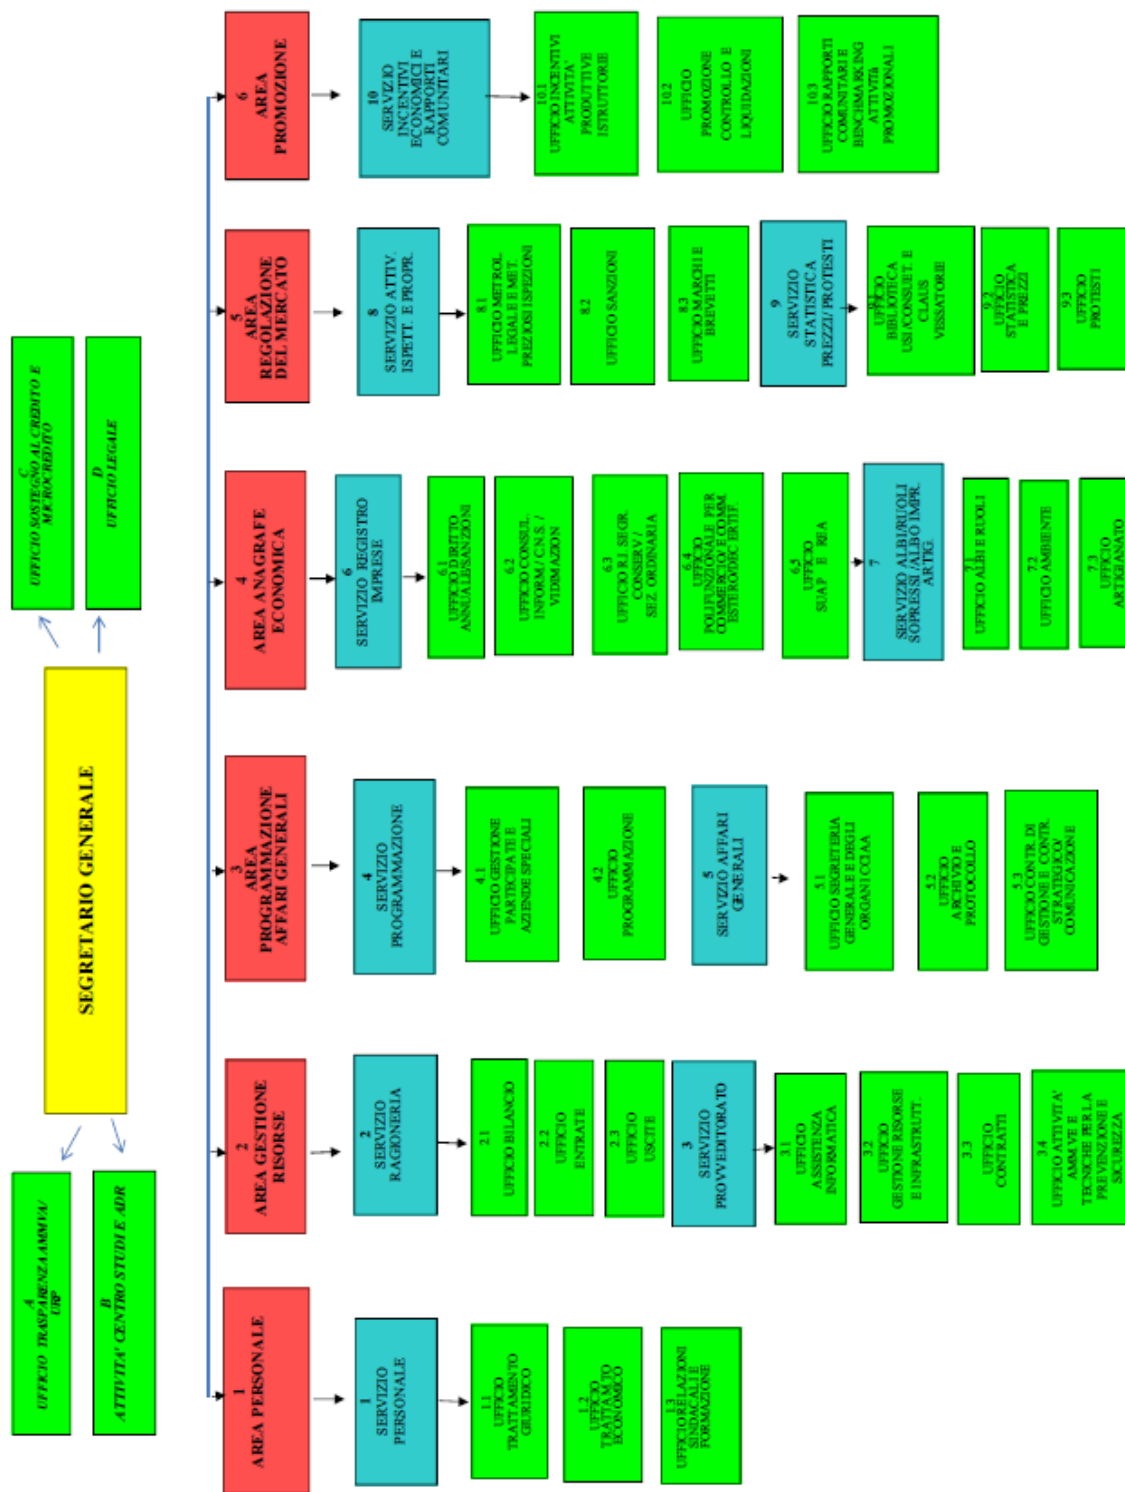 A
UFFICIO TRASPARENZA AMMVA/
URP
B
ATTIVITA' CENTRO STUDI E ADR
SEGRETARIO GENERALE
C
UFFICIO SOSTEGNO AL CREDITO E
MICROCREDITO
D
UFFICIO LEGALE
1
AREA PERSONALE
1
SERVIZIO
PERSONALE
1.1
UFFICIO
TRATTAMENTO
GIURIDICO
1.2
UFFICIO
TRATTAM.TO
ECONOMICO
1.3
UFFICIO RELAZIONI
SINDACALI E
FORMAZIONE
2
AREA GESTIONE
RISORSE
2
SERVIZIO
RAGIONERIA
2.1
UFFICIO BILANCIO
2.2
UFFICIO
ENTRATE
2.3
UFFICIO
USCITE
3
SERVIZIO
PROVVEDITORATO
3.1
UFFICIO
ASSISTENZA
INFORMATICA
3.2
UFFICIO
GESTIONE RISORSE
E INFRASTRUTT.
3.3
UFFICIO
CONTRATTI
3.4
UFFICIO ATTIVITA'
AMMVE E
TECNICHE PER LA
PREVENZIONE E
SICUREZZA
3
AREA
PROGRAMMAZIONE
AFFARI GENERALI
4
SERVIZIO
PROGRAMMAZIONE
4.1
UFFICIO GESTIONE
PARTECIPATE E
AZIENDE SPECIALI
4.2
UFFICIO
PROGRAMMAZIONE
5
SERVIZIO AFFARI
GENERALI
5.1
UFFICIO SEGRETERIA
GENERALE E DEGLI
ORGANI CCIAA
5.2
UFFICIO
ARCHIVIO E
PROTOCOLLO
5.3
UFFICIO CONTR. DI
GESTIONE E CONTR.
STRATEGICO/
COMUNICAZIONE
4
AREA ANAGRAFE
ECONOMICA
6
SERVIZIO REGISTRO
IMPRESE
6.1
UFFICIO DIRITTO
ANNUALE/SANZIONI
6.2
UFFICIO CONSUL.
INFORM./ C.N.S. /
VIDIMAZION
6.3
UFFICIO R.I. SEGR.
CONSERV./
SEZ. ORDINARIA
6.4
UFFICIO
POLIFUNZIONALE PER
COMMERCIO/ E COMM.
ESTERO/DEC ERTIF.
6.5
UFFICIO
SUAP E REA
7
SERVIZIO ALBI/RUOLI
SOPRESSI /ALBO IMPR.
ARTIG.
7.1
UFFICIO ALBI E RUOLI
7.2
UFFICIO AMBIENTE
7.3
UFFICIO
ARTIGIANATO
5
AREA
REGOLAZIONE
DEL MERCATO
8
SERVIZIO ATTIV.
ISPETT. E PROPR.
8.1
UFFICIO METROL.
LEGALE E MET.
PREZIOSI ISPEZIONI
8.2
UFFICIO SANZIONI
8.3
UFFICIO MARCHI E
BREVETTI
9
SERVIZIO
STATISTICA
PREZZI/ PROTESTI
9.1
UFFICIO
BIBLIOTECA
USI /CONSUET. E
CLAUS
VESSATORIE
9.2
UFFICIO
STATISTICA
E PREZZI
9.3
UFFICIO
PROTESTI
6
AREA
PROMOZIONE
10
SERVIZIO
INCENTIVI
ECONOMICI E
RAPPORTI
COMUNITARI
10.1
UFFICIO INCENTIVI
ATTIVITA'
PRODUTTIVE
ISTRUTTORIE
10.2
UFFICIO
PROMOZIONE
CONTROLLO E
LIQUIDAZIONI
10.3
UFFICIO RAPPORTI
COMUNITARI E
BENCHMARKING
ATTIVITà
PROMOZIONALI